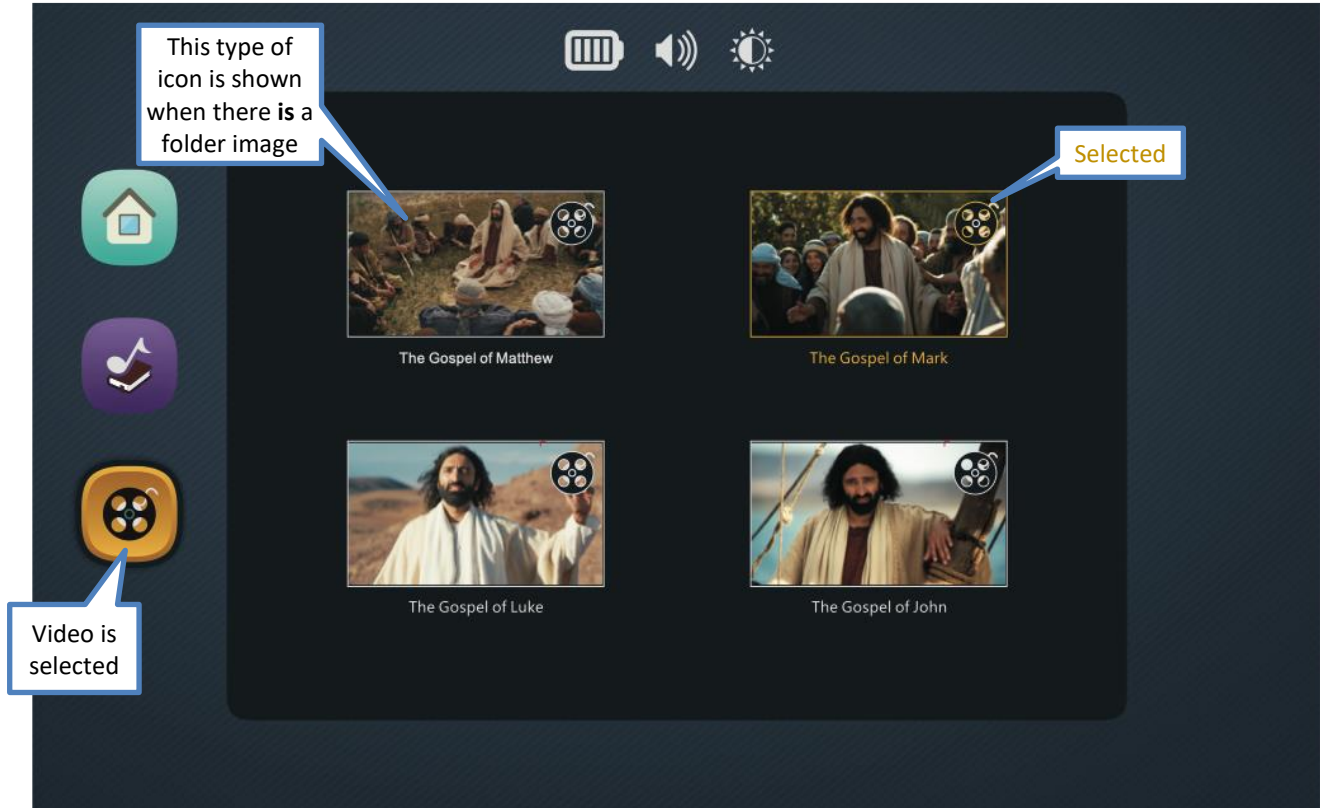 This type of
icon is shown
when there is a
folder image
Selected
The Gospel of Matthew
The Gospel of Mark
The Gospel of Luke
The Gospel of John
Video is
selected